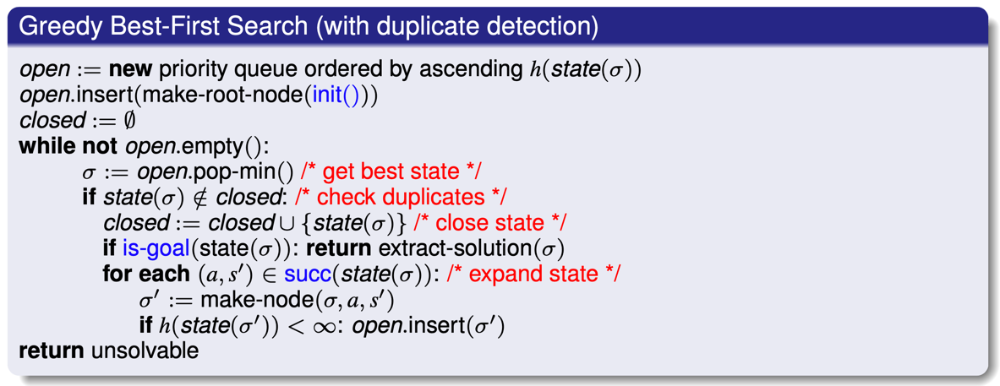 Greedy Best-First Search (with duplicate detection)
open := new priority queue ordered by ascending h(state(σ))
open.insert(make-root-node(init()))
closed := ∅
while not open.empty():
σ := open.pop-min() /* get best state */
if state(σ) ∉ closed: /* check duplicates */
closed := closed ∪ {state(σ)} /* close state */
if is-goal(state(σ)): return extract-solution(σ)
for each (a, s′) ∈ succ(state(σ)): /* expand state */
σ′ := make-node(σ, a, s′)
if h(state(σ′)) < ∞: open.insert(σ′)
return unsolvable